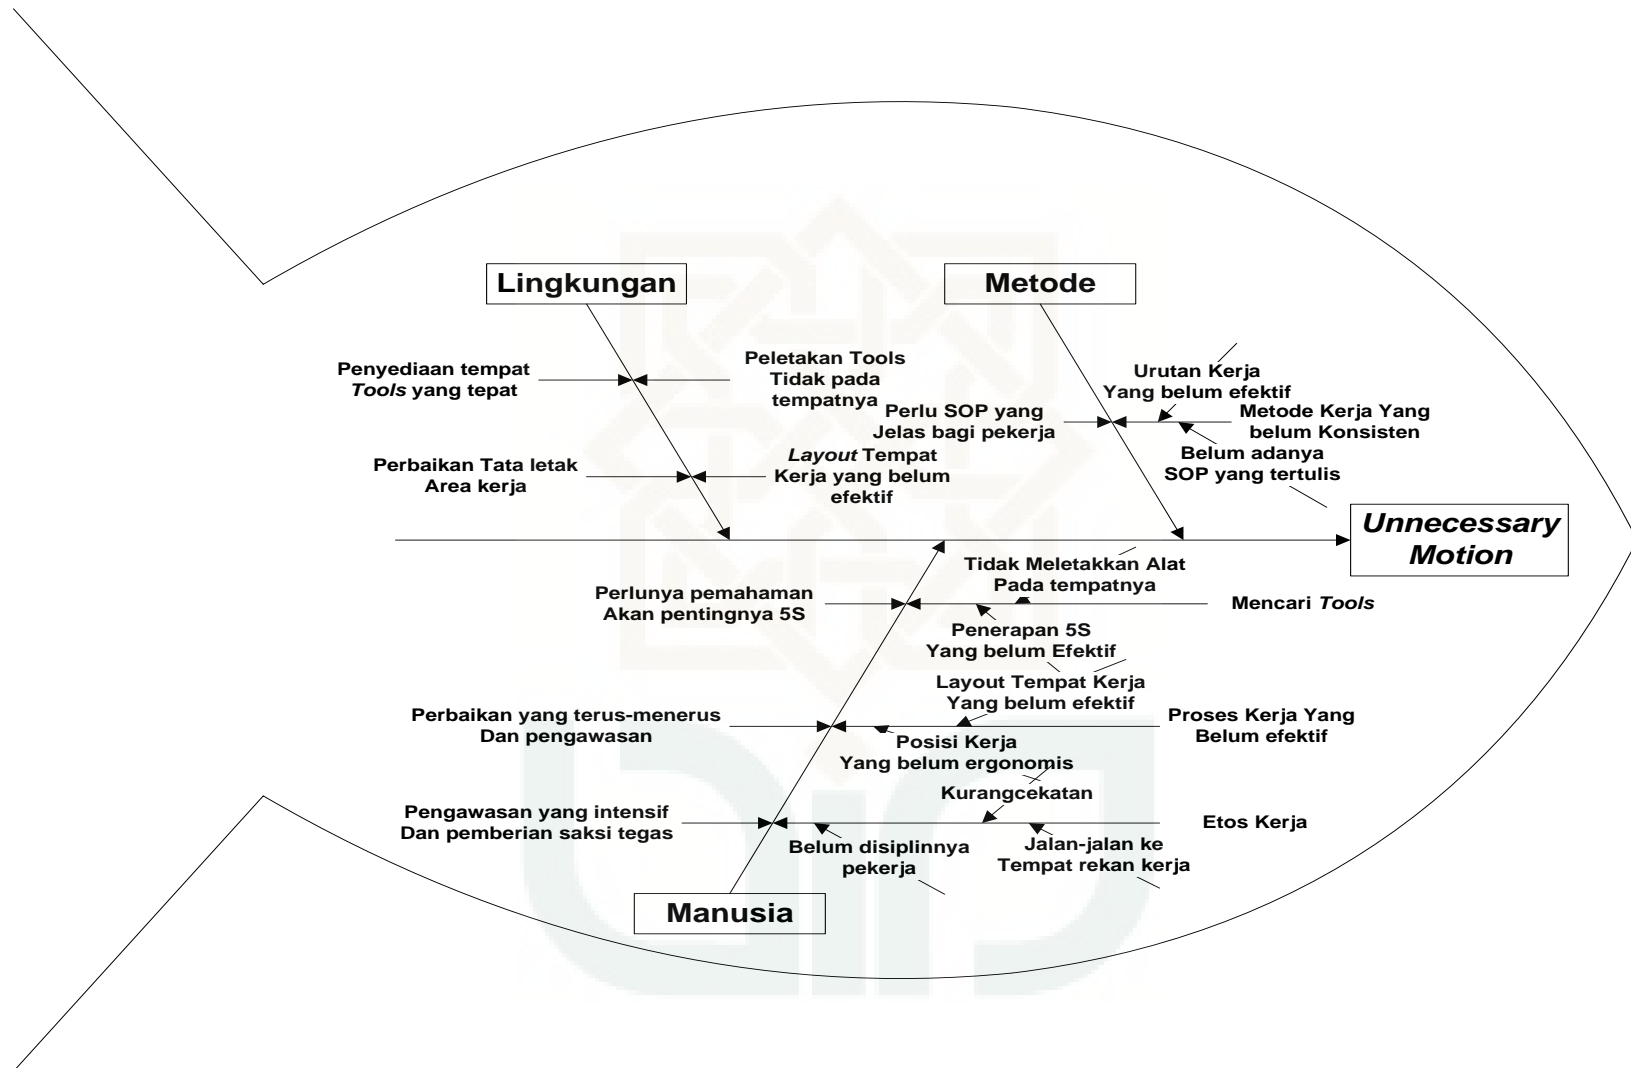 Lingkungan
Metode
Penyediaan tempat
Tools yang tepat
Peletakan Tools
Tidak pada
tempatnya
Urutan Kerja
Yang belum efektif
Perlu SOP yang
Jelas bagi pekerja
Metode Kerja Yang
belum Konsisten
Belum adanya
SOP yang tertulis
Perbaikan Tata letak
Area kerja
Layout Tempat
Kerja yang belum
efektif
Unnecessary
Motion
Tidak Meletakkan Alat
Pada tempatnya
Perlunya pemahaman
Akan pentingnya 5S
Mencari Tools
Penerapan 5S
Yang belum Efektif
Layout Tempat Kerja
Yang belum efektif
Perbaikan yang terus-menerus
Dan pengawasan
Proses Kerja Yang
Belum efektif
Posisi Kerja
Yang belum ergonomis
Kurangcekatan
Pengawasan yang intensif
Dan pemberian saksi tegas
Etos Kerja
Belum disiplinnya
pekerja
Jalan-jalan ke
Tempat rekan kerja
Manusia